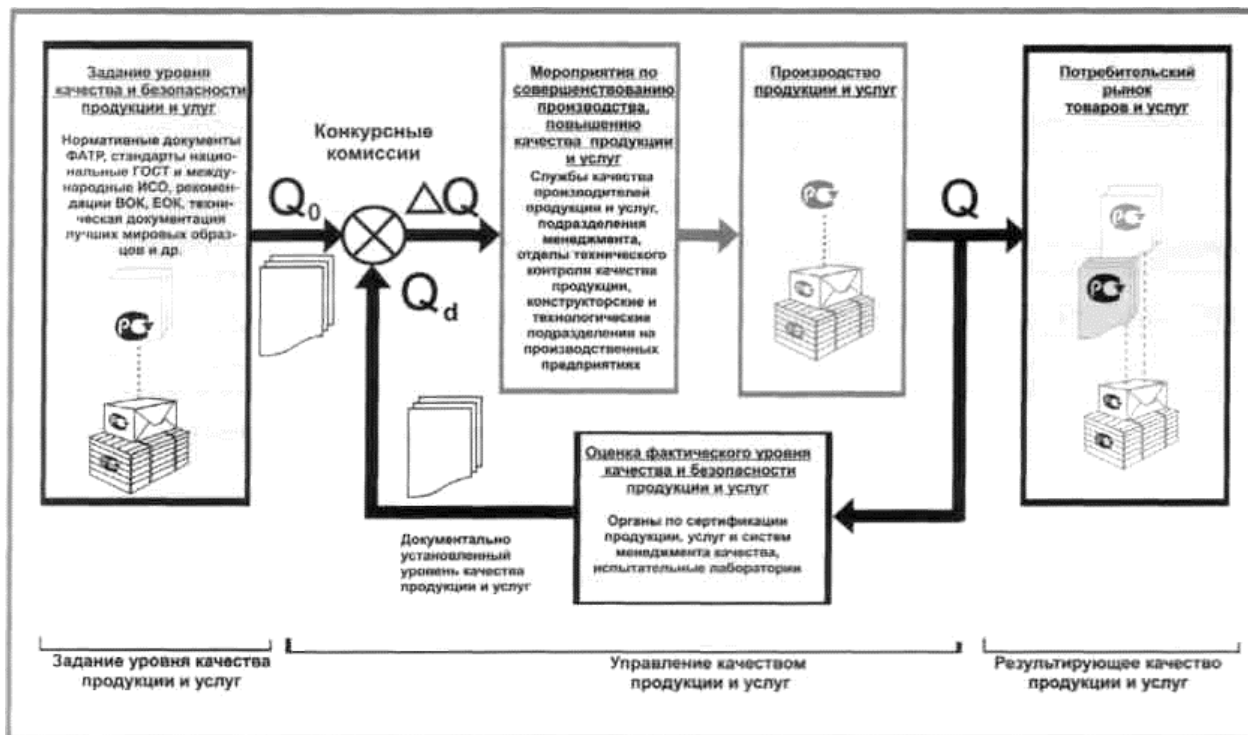 Задание уровня
качества и безопасности
продукции и улуг
Нормативные документы
ФАТР, стандарты нацио-
нальные ГОСТ и между-
народные ИСО, рекомен-
дации ВОК, ЕОК, техни-
ческая документация
лучших мировых образ-
цов и др.
Конкурсные
комиссии
Q0
△Q
Qd
Мероприятия по
совершенствованию
производства,
повышению
качества продукции
и услуг
Службы качества
производителей
продукции и услуг,
подразделения
менеджмента,
отделы технического
контроля качества
продукции,
конструкторские и
технологические
подразделения на
производственных
предприятиях
Производство
продукции и услуг
Q
Потребительский
рынок
товаров и услуг
Оценка фактического уровня
качества и безопасности
продукции и услуг
Органы по сертификации
продукции, услуг и систем
менеджмента качества,
испытательные лаборатории
Документально
установленный
уровень качества
продукции и услуг
Задание уровня качества
продукции и услуг
Управление качеством
продукции и услуг
Результирующее качество
продукции и услуг